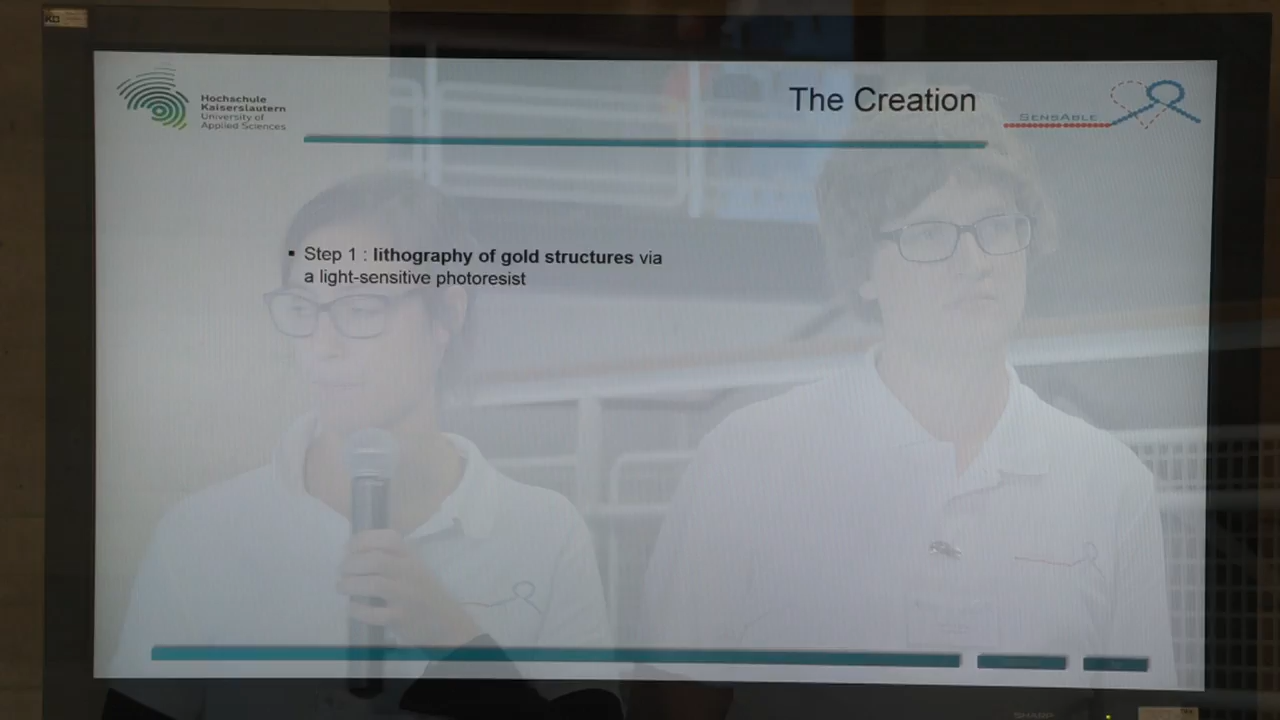 The Creation
Hochschule
Kaiserslautern
University of
Applied Sciences
SENSABLE
▪ Step 1 : lithography of gold structures via
a light-sensitive photoresist
SHARP